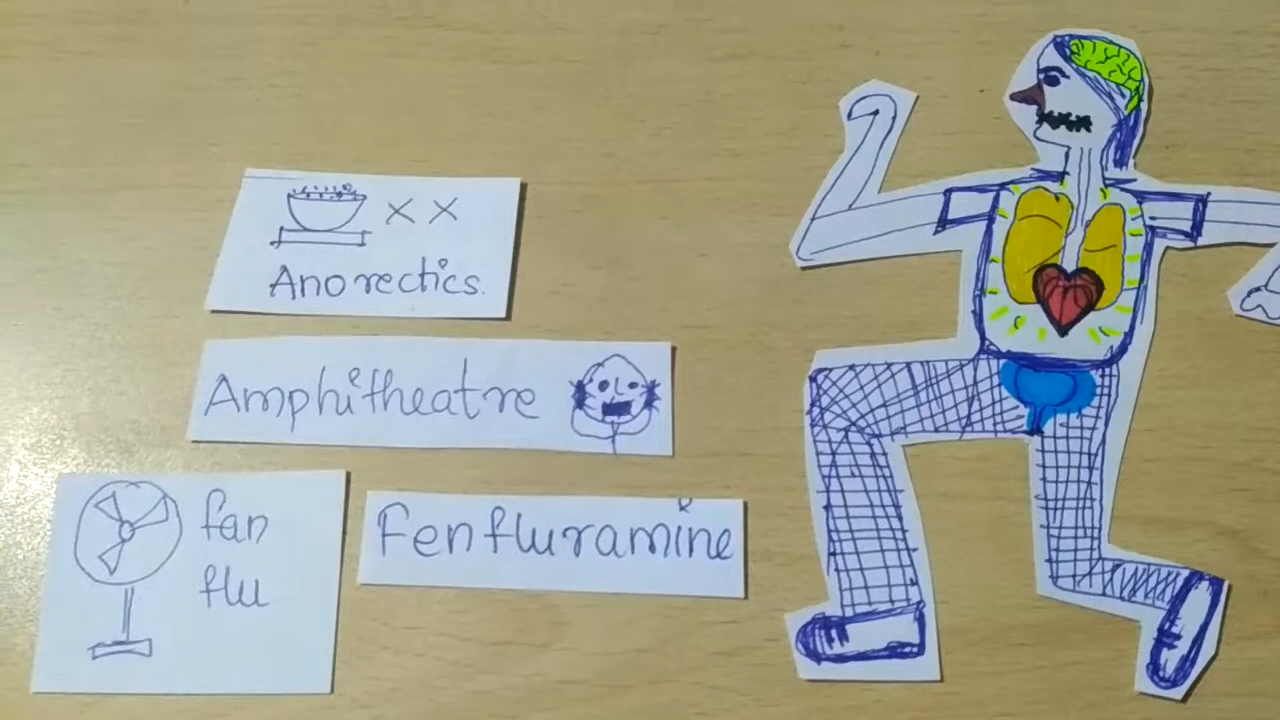 X X
Anorectics.
Amphitheatre
fan
flu
Fenfluramine